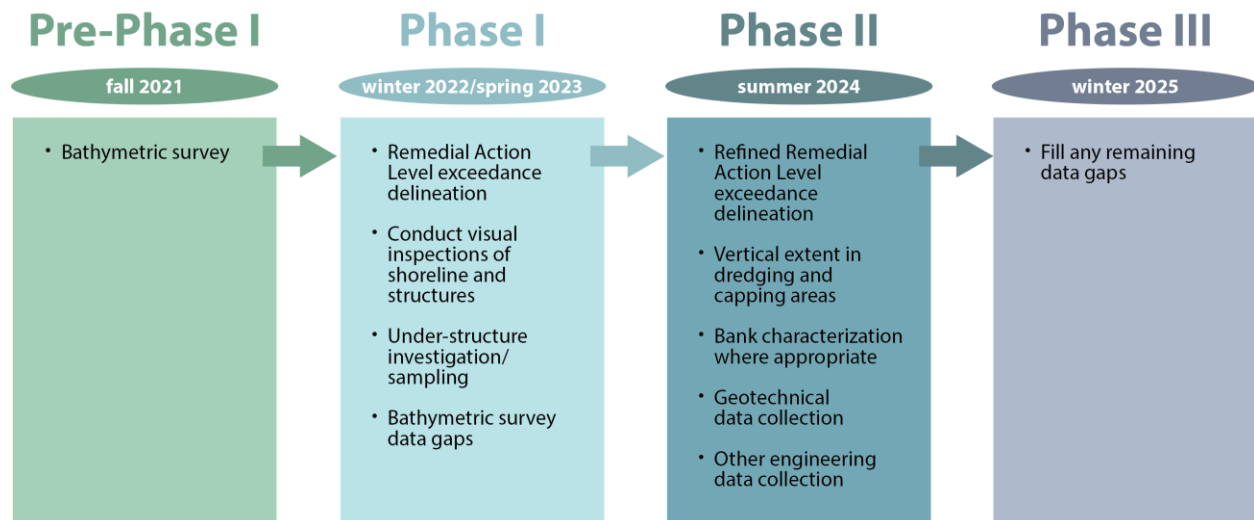 Pre-Phase I
fall 2021
• Bathymetric survey
Phase I
winter 2022/spring 2023
• Remedial Action
Level exceedance
delineation
• Conduct visual
inspections of
shoreline and
structures
• Under-structure
investigation/
sampling
• Bathymetric survey
data gaps
Phase II
summer 2024
• Refined Remedial
Action Level
exceedance
delineation
• Vertical extent in
dredging and
capping areas
• Bank characterization
where appropriate
• Geotechnical
data collection
• Other engineering
data collection
Phase III
winter 2025
• Fill any remaining
data gaps